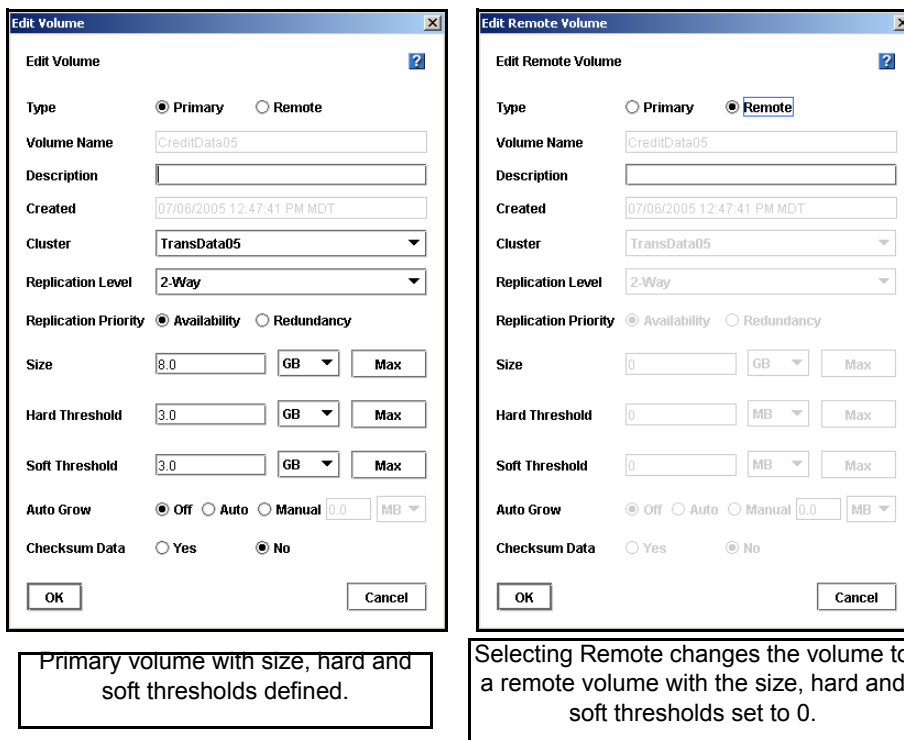 Edit Volume
Edit Volume ?
Type Primary Remote
Volume Name CreditData05
Description
Created 07/06/2005 12:47:41 PM MDT
Cluster TransData05
Replication Level 2-Way
Replication Priority Availability Redundancy
Size 8.0 GB Max
Hard Threshold 3.0 GB Max
Soft Threshold 3.0 GB Max
Auto Grow Off Auto Manual 0.0 MB
Checksum Data Yes No
OK Cancel
Primary volume with size, hard and
soft thresholds defined.
Edit Remote Volume
Edit Remote Volume ?
Type Primary Remote
Volume Name CreditData05
Description
Created 07/06/2005 12:47:41 PM MDT
Cluster TransData05
Replication Level 2-Way
Replication Priority Availability Redundancy
Size 0 GB Max
Hard Threshold 0 MB Max
Soft Threshold 0 MB Max
Auto Grow Off Auto Manual 0.0 MB
Checksum Data Yes No
OK Cancel
Selecting Remote changes the volume to
a remote volume with the size, hard and
soft thresholds set to 0.